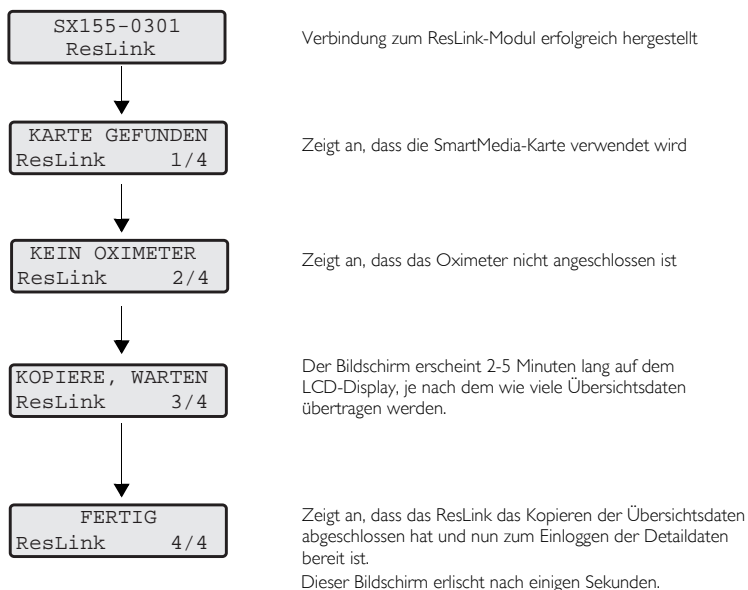 SX155-0301
ResLink
Verbindung zum ResLink-Modul erfolgreich hergestellt
KARTE GEFUNDEN
ResLink 1/4
Zeigt an, dass die SmartMedia-Karte verwendet wird
KEIN OXIMETER
ResLink 2/4
Zeigt an, dass das Oximeter nicht angeschlossen ist
KOPIERE, WARTEN
ResLink 3/4
Der Bildschirm erscheint 2-5 Minuten lang auf dem
LCD-Display, je nach dem wie viele Übersichtsdaten
übertragen werden.
FERTIG
ResLink 4/4
Zeigt an, dass das ResLink das Kopieren der Übersichtsdaten
abgeschlossen hat und nun zum Einloggen der Detaildaten
bereit ist.
Dieser Bildschirm erlischt nach einigen Sekunden.